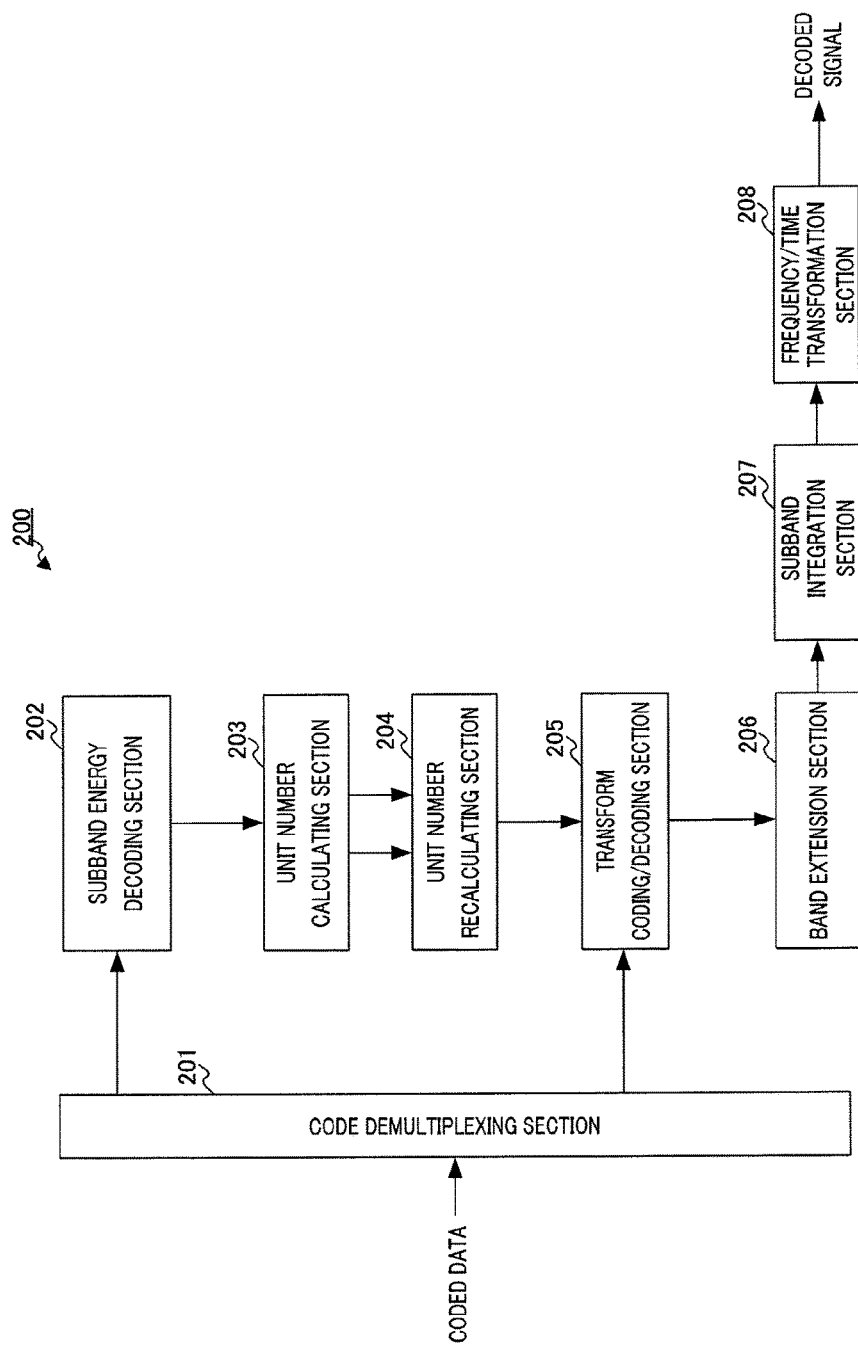 200
CODED DATA
201
CODE DEMULTIPLEXING SECTION
202
SUBBAND ENERGY
DECODING SECTION
203
UNIT NUMBER
CALCULATING SECTION
204
UNIT NUMBER
RECALCULATING SECTION
205
TRANSFORM
CODING/DECODING SECTION
206
BAND EXTENSION SECTION
207
SUBBAND
INTEGRATION
SECTION
208
FREQUENCY/TIME
TRANSFORMATION
SECTION
DECODED
SIGNAL